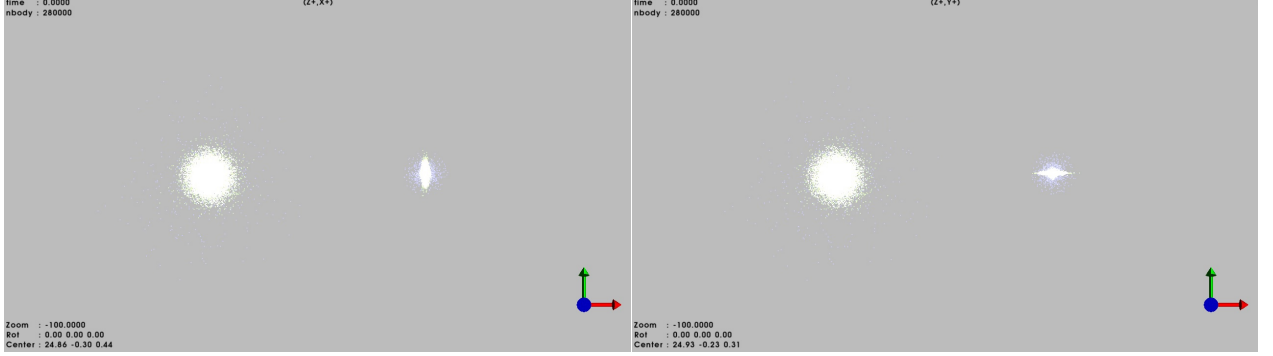 time : 0.0000
nbody : 280000
(Z+,X+)
Zoom : -100.0000
Rot : 0.00 0.00 0.00
Center : 24.86 -0.30 0.44
time : 0.0000
nbody : 280000
(Z+,Y+)
Zoom : -100.0000
Rot : 0.00 0.00 0.00
Center : 24.93 -0.23 0.31